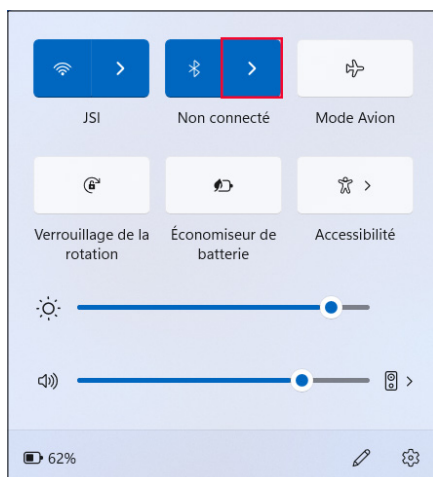 JSI
Non connecté
Mode Avion
Verrouillage de la
rotation
Économiseur de
batterie
Accessibilité
62%